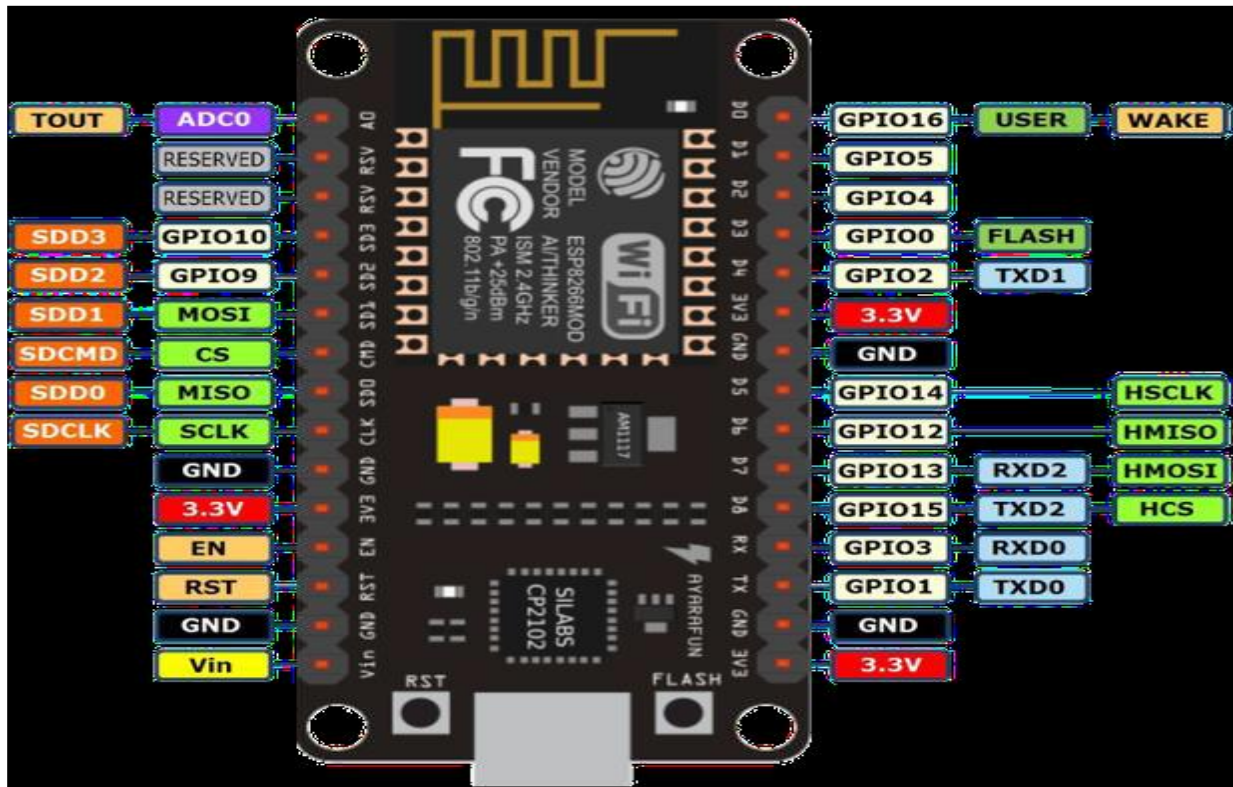 TOUT ADC0 A0 D0 GPIO16 USER WAKE
RESERVED RSV D1 GPIO5
RESERVED RSV D2 GPIO4
SDD3 GPIO10 SD3 D3 GPIO0 FLASH
SDD2 GPIO9 SD2 D4 GPIO2 TXD1
SDD1 MOSI SD1 3V3 3.3V
SDCMD CS CMD GND GND
SDD0 MISO SD0 D5 GPIO14 HSCLK
SDCLK SCLK CLK D6 GPIO12 HMISO
GND GND D7 GPIO13 RXD2 HMOSI
3.3V 3V3 D8 GPIO15 TXD2 HCS
EN EN RX GPIO3 RXD0
RST RST TX GPIO1 TXD0
GND GND GND GND
Vin Vin 3V3 3.3V
MODEL ESP8266MOD
VENDOR AI/THINKER
ISM 2.4GHz
PA +25dBm
802.11b/g/n
FC
Wi Fi
AM1117
SILABS
CP2102
AYARAFUN
RST
FLASH